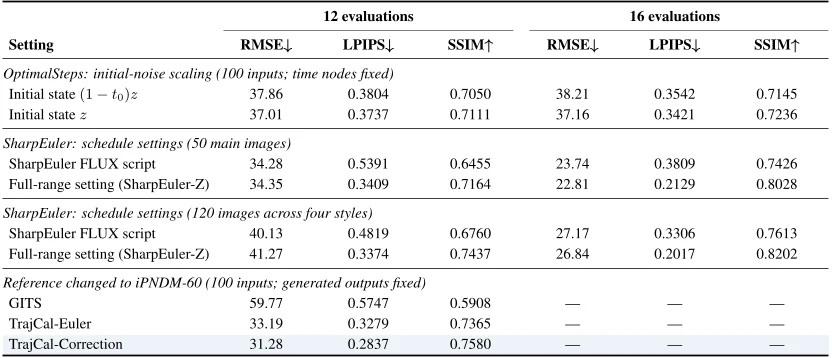 12 evaluations 16 evaluations
Setting RMSE↓ LPIPS↓ SSIM↑ RMSE↓ LPIPS↓ SSIM↑
OptimalSteps: initial-noise scaling (100 inputs; time nodes fixed)
Initial state (1 − t₀)z 37.86 0.3804 0.7050 38.21 0.3542 0.7145
Initial state z 37.01 0.3737 0.7111 37.16 0.3421 0.7236
SharpEuler: schedule settings (50 main images)
SharpEuler FLUX script 34.28 0.5391 0.6455 23.74 0.3809 0.7426
Full-range setting (SharpEuler-Z) 34.35 0.3409 0.7164 22.81 0.2129 0.8028
SharpEuler: schedule settings (120 images across four styles)
SharpEuler FLUX script 40.13 0.4819 0.6760 27.17 0.3306 0.7613
Full-range setting (SharpEuler-Z) 41.27 0.3374 0.7437 26.84 0.2017 0.8202
Reference changed to iPNDM-60 (100 inputs; generated outputs fixed)
GITS 59.77 0.5747 0.5908 — — —
TrajCal-Euler 33.19 0.3279 0.7365 — — —
TrajCal-Correction 31.28 0.2837 0.7580 — — —